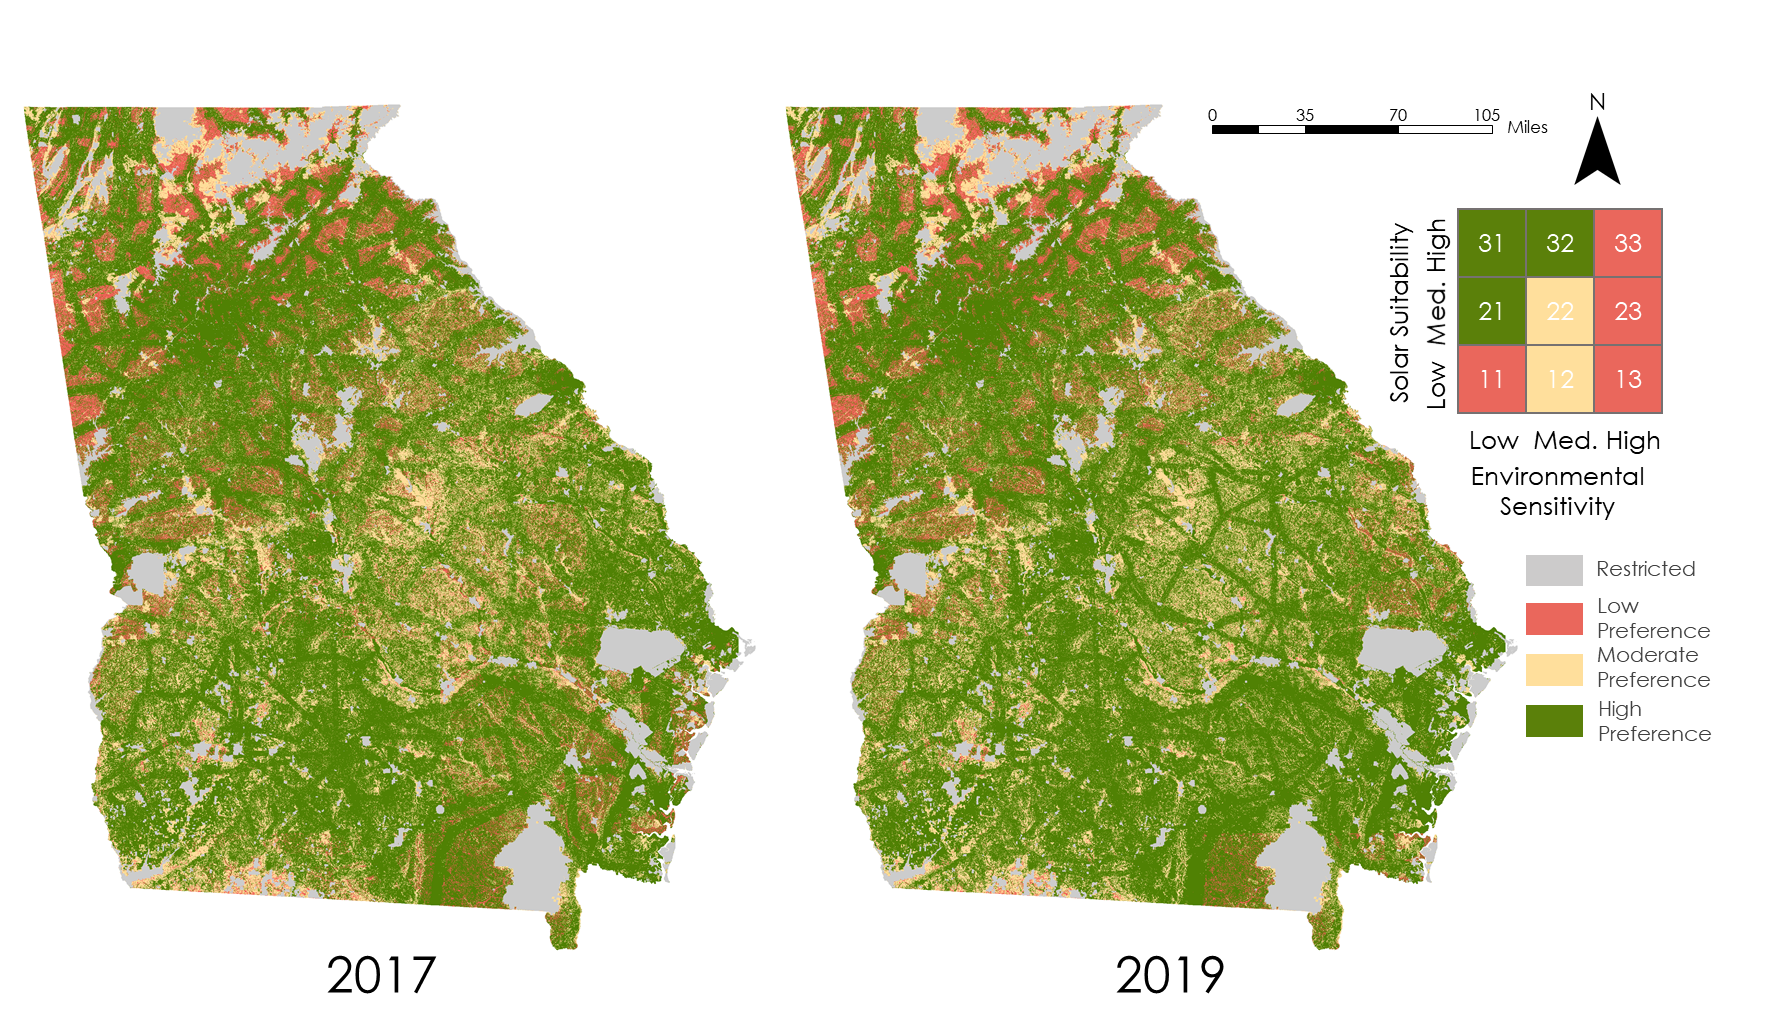 0 35 70 105
Miles
N
Solar Suitability
Low Med. High
31 32 33
21 22 23
11 12 13
Low Med. High
Environmental
Sensitivity
Restricted
Low
Preference
Moderate
Preference
High
Preference
2017
2019